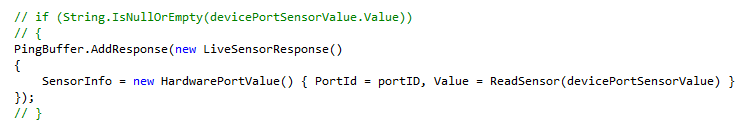 // if (String.IsNullOrEmpty(devicePortSensorValue.Value))
// {
PingBuffer.AddResponse(new LiveSensorResponse()
{
    SensorInfo = new HardwarePortValue() { PortId = portID, Value = ReadSensor(devicePortSensorValue) }
});
// }